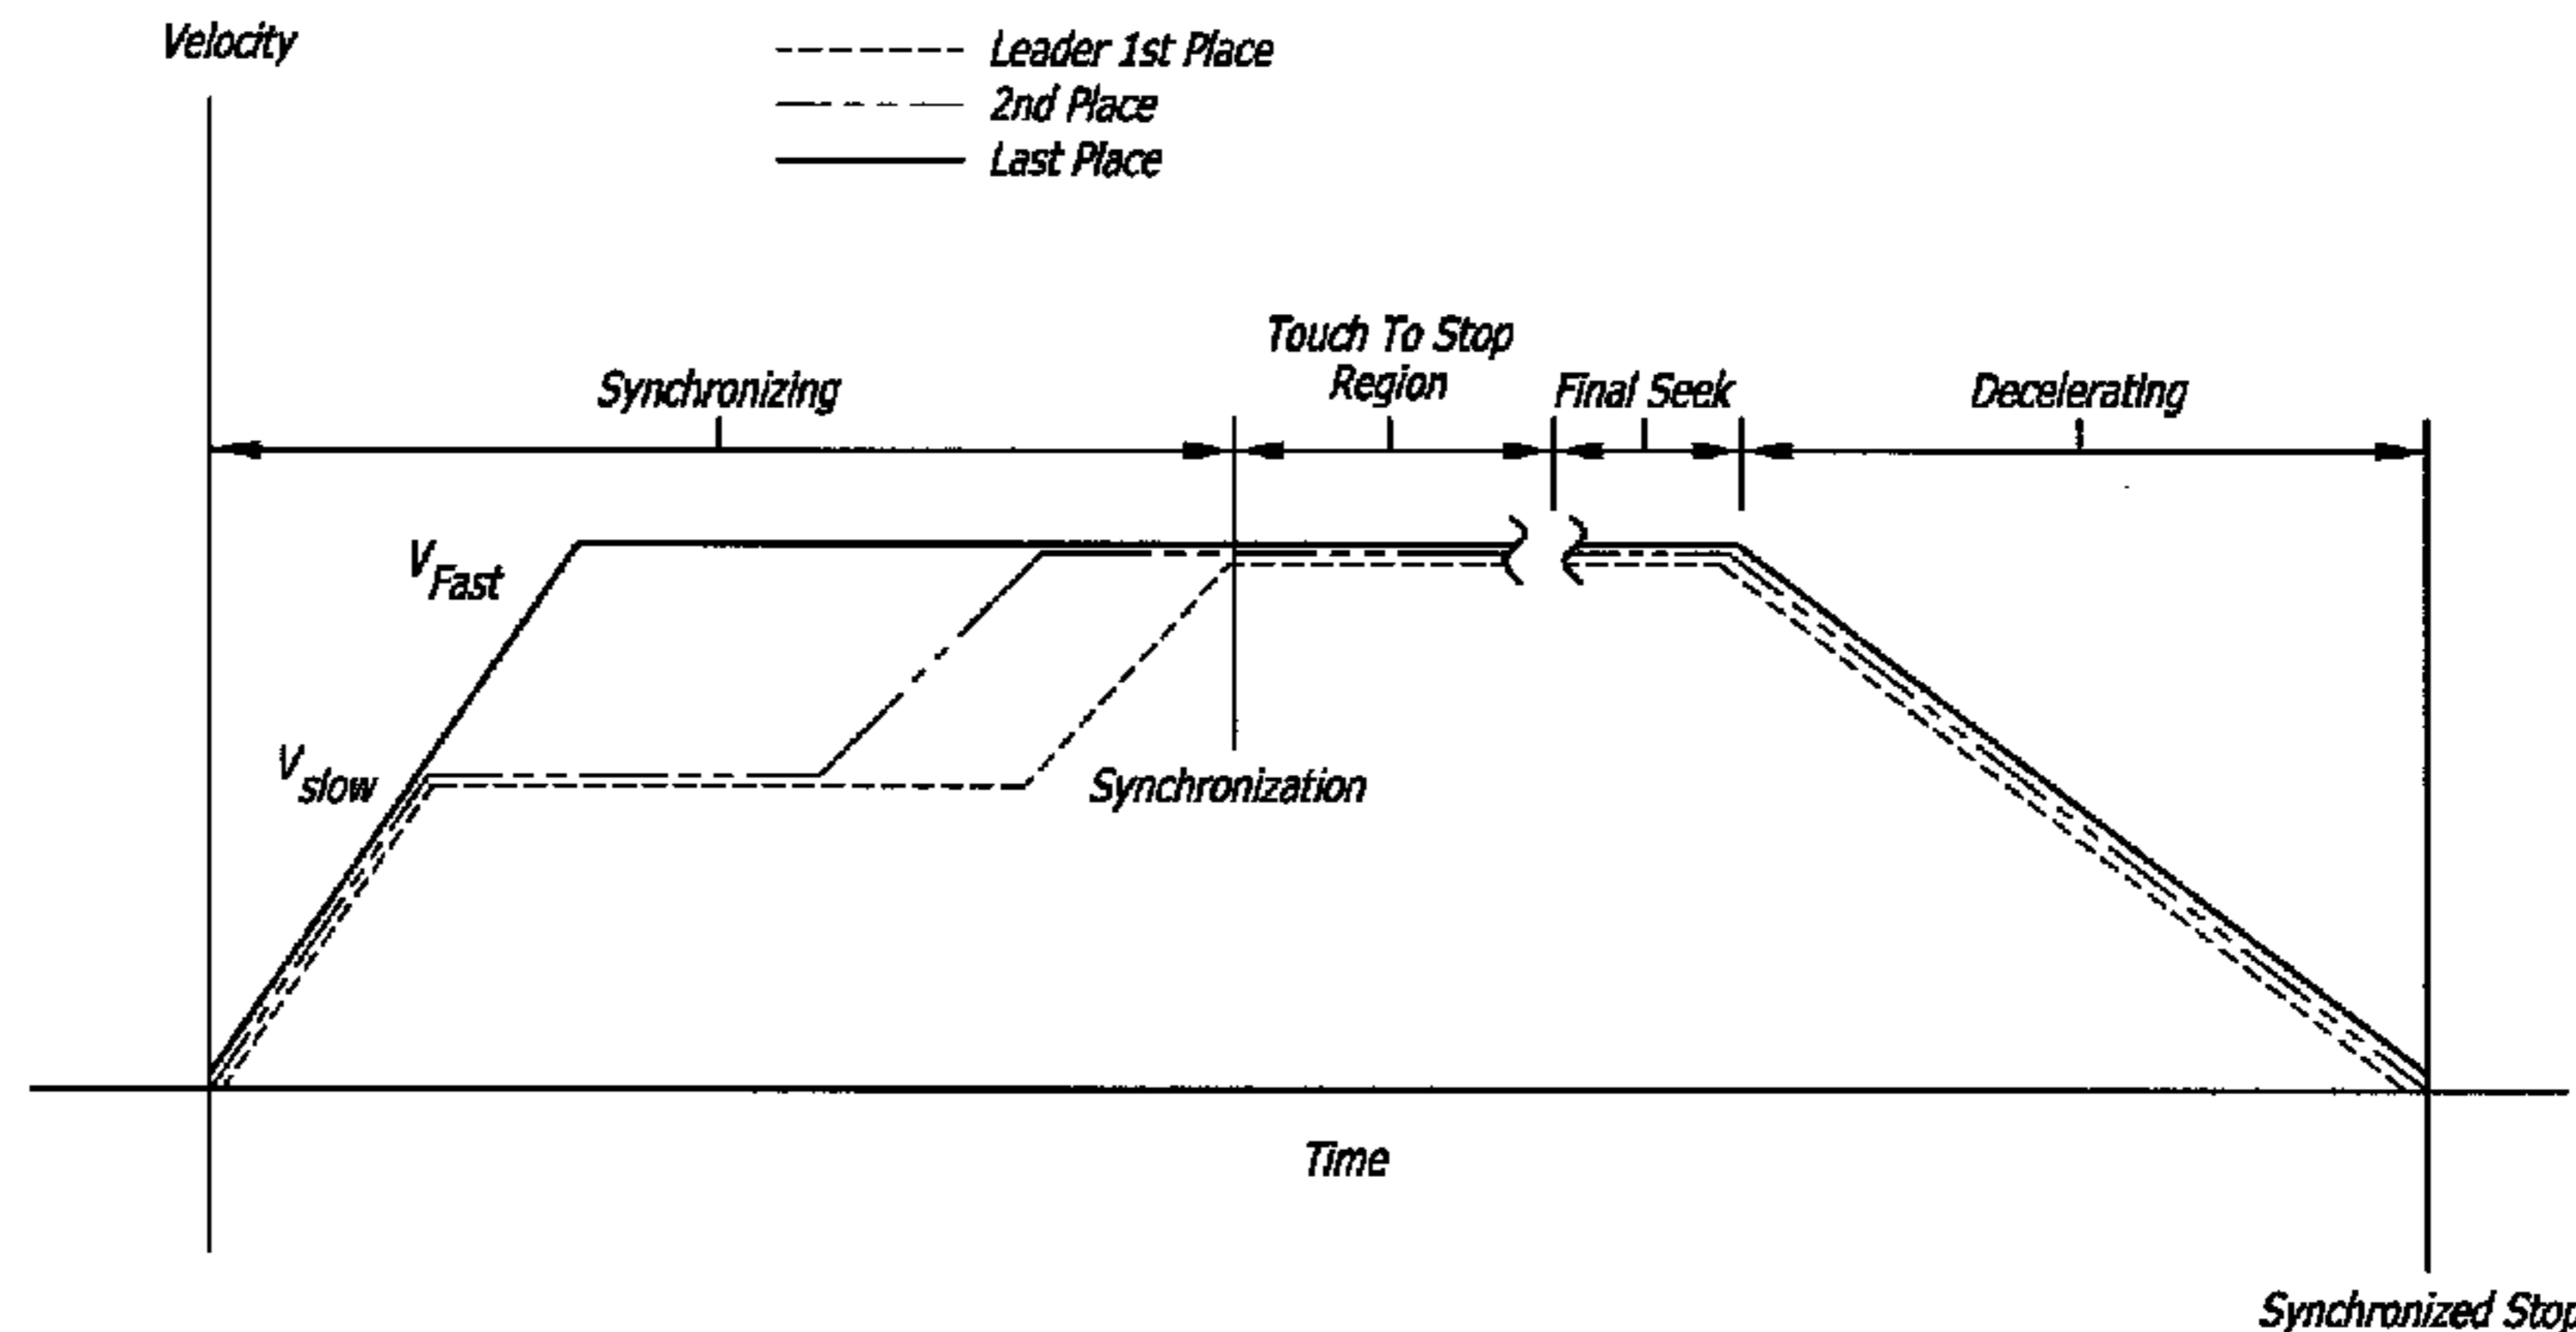 Velocity
Leader 1st Place
2nd Place
Last Place
Touch To Stop
Region
Synchronizing
Final Seek
Decelerating
VFast
Vslow
Synchronization
Time
Synchronized Stop